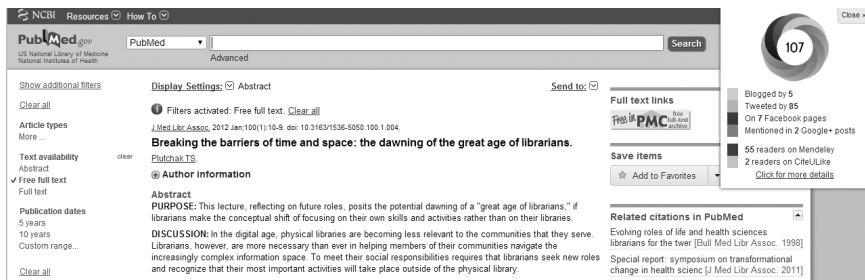 NCBI Resources How To
PubMed.gov
US National Library of Medicine
National Institutes of Health
PubMed
Search
Advanced
Show additional filters
Clear all
Article types
More ...
Text availability
clear
Abstract
Free full text
Full text
Publication dates
5 years
10 years
Custom range...
Clear all
Display Settings: Abstract
Send to:
Filters activated: Free full text. Clear all
J Med Libr Assoc. 2012 Jan;100(1):10-9. doi: 10.3163/1536-5050.100.1.004.
Breaking the barriers of time and space: the dawning of the great age of librarians.
Plutchak TS.
Author information
Abstract
PURPOSE: This lecture, reflecting on future roles, posits the potential dawning of a "great age of librarians," if
librarians make the conceptual shift of focusing on their own skills and activities rather than on their libraries.
DISCUSSION: In the digital age, physical libraries are becoming less relevant to the communities that they serve.
Librarians, however, are more necessary than ever in helping members of their communities navigate the
increasingly complex information space. To meet their social responsibilities requires that librarians seek new roles
and recognize that their most important activities will take place outside of the physical library.
Full text links
Free in PMC free full-text archive
Save items
Add to Favorites
Related citations in PubMed
Evolving roles of life and health sciences
librarians for the twer [Bull Med Libr Assoc. 1998]
Special report: symposium on transformational
change in health scienc [J Med Libr Assoc. 2011]
Close ×
107
Blogged by 5
Tweeted by 85
On 7 Facebook pages
Mentioned in 2 Google+ posts
55 readers on Mendeley
2 readers on CiteULike
Click for more details